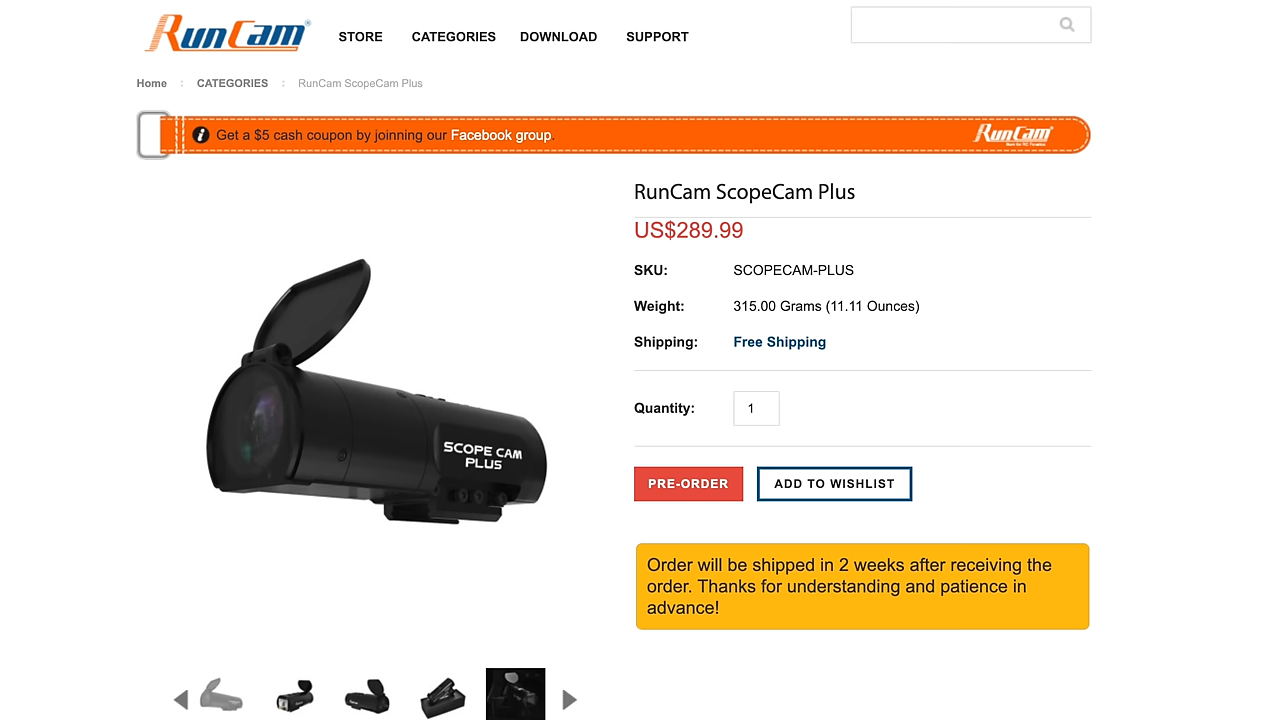 RunCam
STORE CATEGORIES DOWNLOAD SUPPORT
Home : CATEGORIES : RunCam ScopeCam Plus
Get a $5 cash coupon by joinning our Facebook group.
RunCam
RunCam ScopeCam Plus
US$289.99
SKU: SCOPECAM-PLUS
Weight: 315.00 Grams (11.11 Ounces)
Shipping: Free Shipping
Quantity: 1
SCOPE CAM
PLUS
PRE-ORDER ADD TO WISHLIST
Order will be shipped in 2 weeks after receiving the
order. Thanks for understanding and patience in
advance!